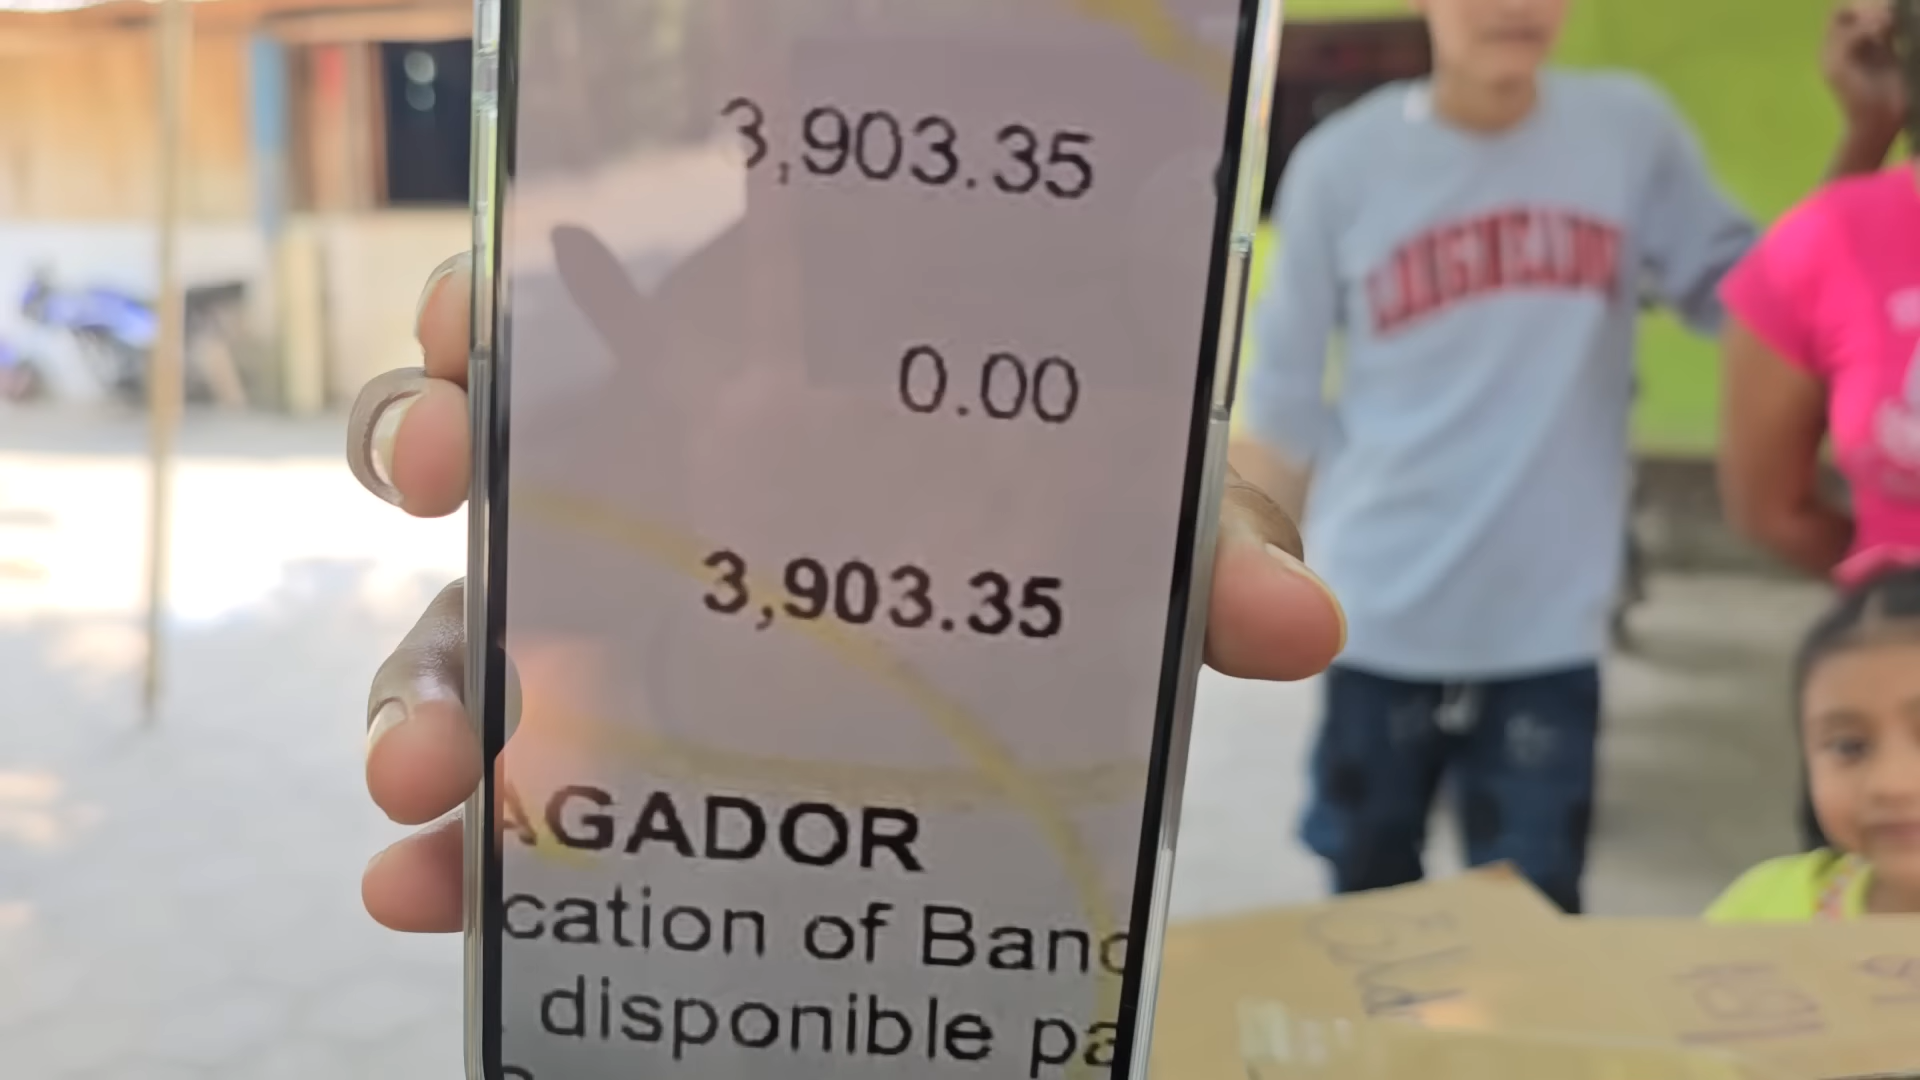 3,903.35
0.00
3,903.35
AGADOR
cation of Banc
disponible pa